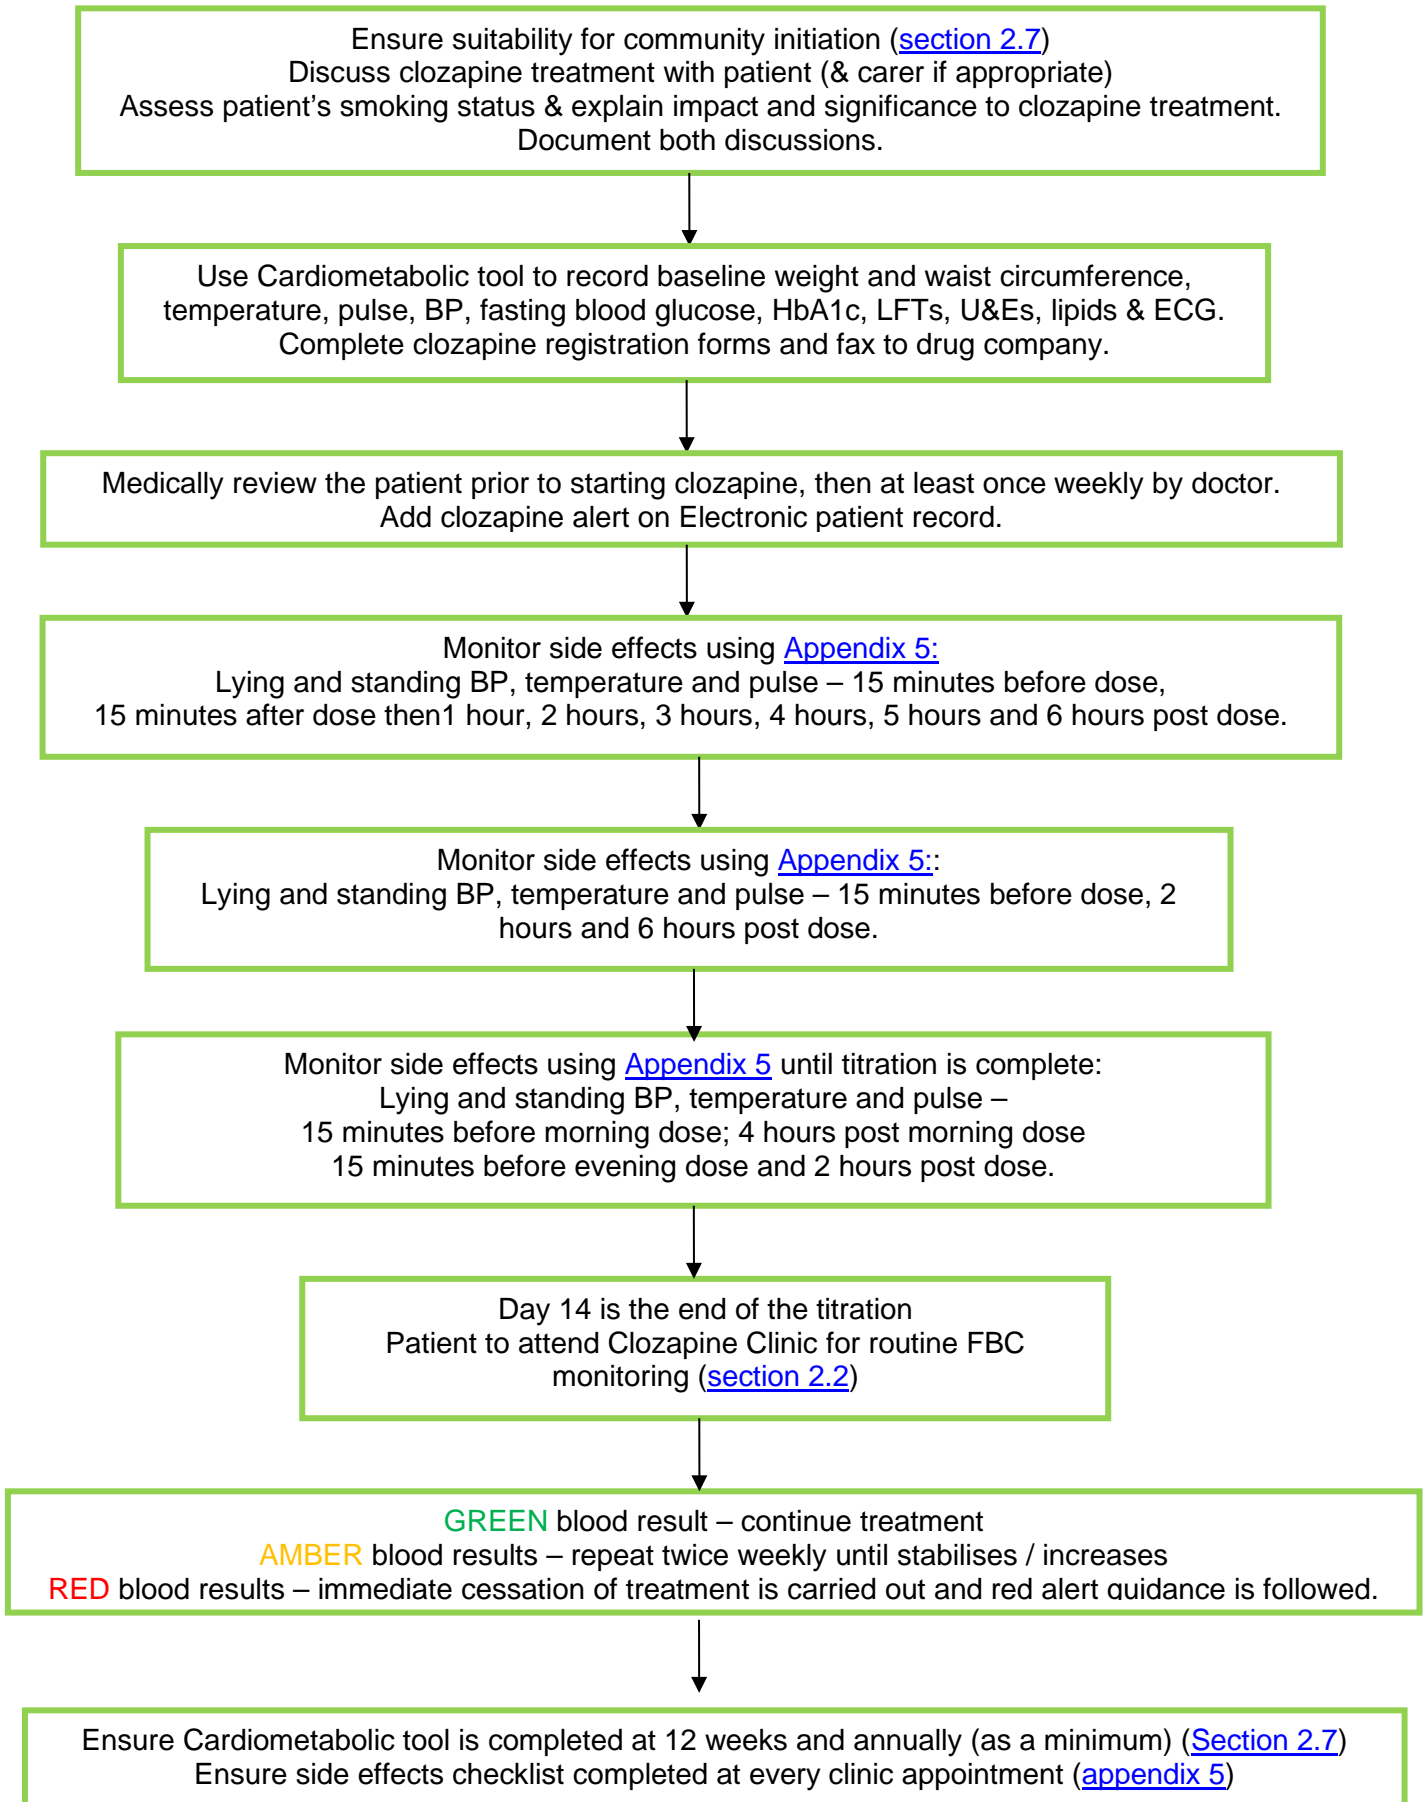 Ensure suitability for community initiation (section 2.7)
Discuss clozapine treatment with patient (& carer if appropriate)
Assess patient’s smoking status & explain impact and significance to clozapine treatment.
Document both discussions.
Use Cardiometabolic tool to record baseline weight and waist circumference,
temperature, pulse, BP, fasting blood glucose, HbA1c, LFTs, U&Es, lipids & ECG.
Complete clozapine registration forms and fax to drug company.
Medically review the patient prior to starting clozapine, then at least once weekly by doctor.
Add clozapine alert on Electronic patient record.
Monitor side effects using Appendix 5:
Lying and standing BP, temperature and pulse – 15 minutes before dose,
15 minutes after dose then1 hour, 2 hours, 3 hours, 4 hours, 5 hours and 6 hours post dose.
Monitor side effects using Appendix 5::
Lying and standing BP, temperature and pulse – 15 minutes before dose, 2
hours and 6 hours post dose.
Monitor side effects using Appendix 5 until titration is complete:
Lying and standing BP, temperature and pulse –
15 minutes before morning dose; 4 hours post morning dose
15 minutes before evening dose and 2 hours post dose.
Day 14 is the end of the titration
Patient to attend Clozapine Clinic for routine FBC
monitoring (section 2.2)
GREEN blood result – continue treatment
AMBER blood results – repeat twice weekly until stabilises / increases
RED blood results – immediate cessation of treatment is carried out and red alert guidance is followed.
Ensure Cardiometabolic tool is completed at 12 weeks and annually (as a minimum) (Section 2.7)
Ensure side effects checklist completed at every clinic appointment (appendix 5)